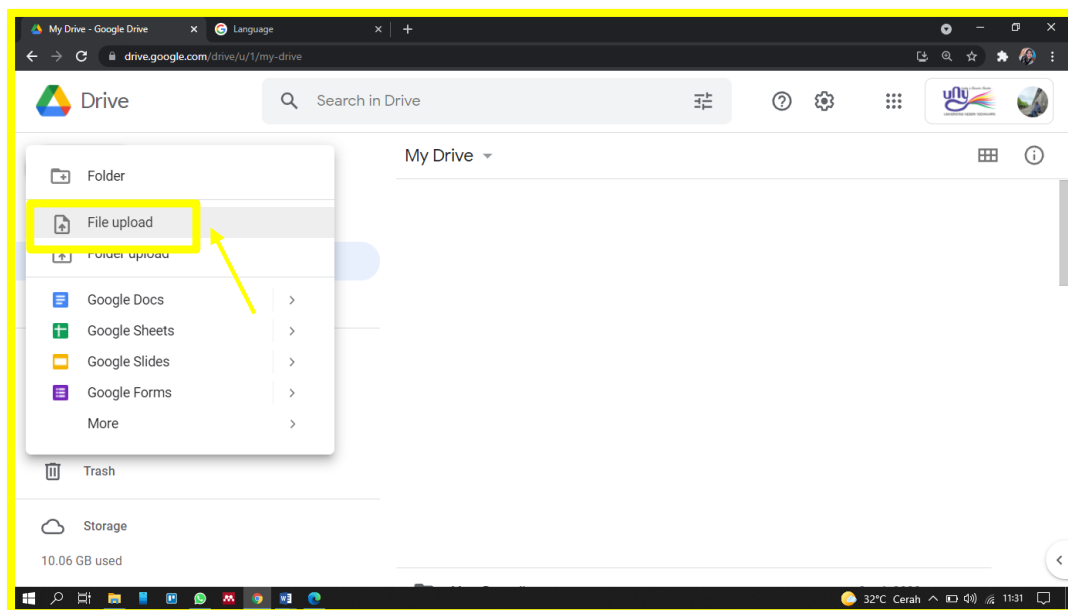 My Drive - Google Drive
Language
drive.google.com/drive/u/1/my-drive
Drive
Search in Drive
My Drive
Folder
File upload
Folder upload
Google Docs
Google Sheets
Google Slides
Google Forms
More
Trash
Storage
10.06 GB used
32°C Cerah
11:31